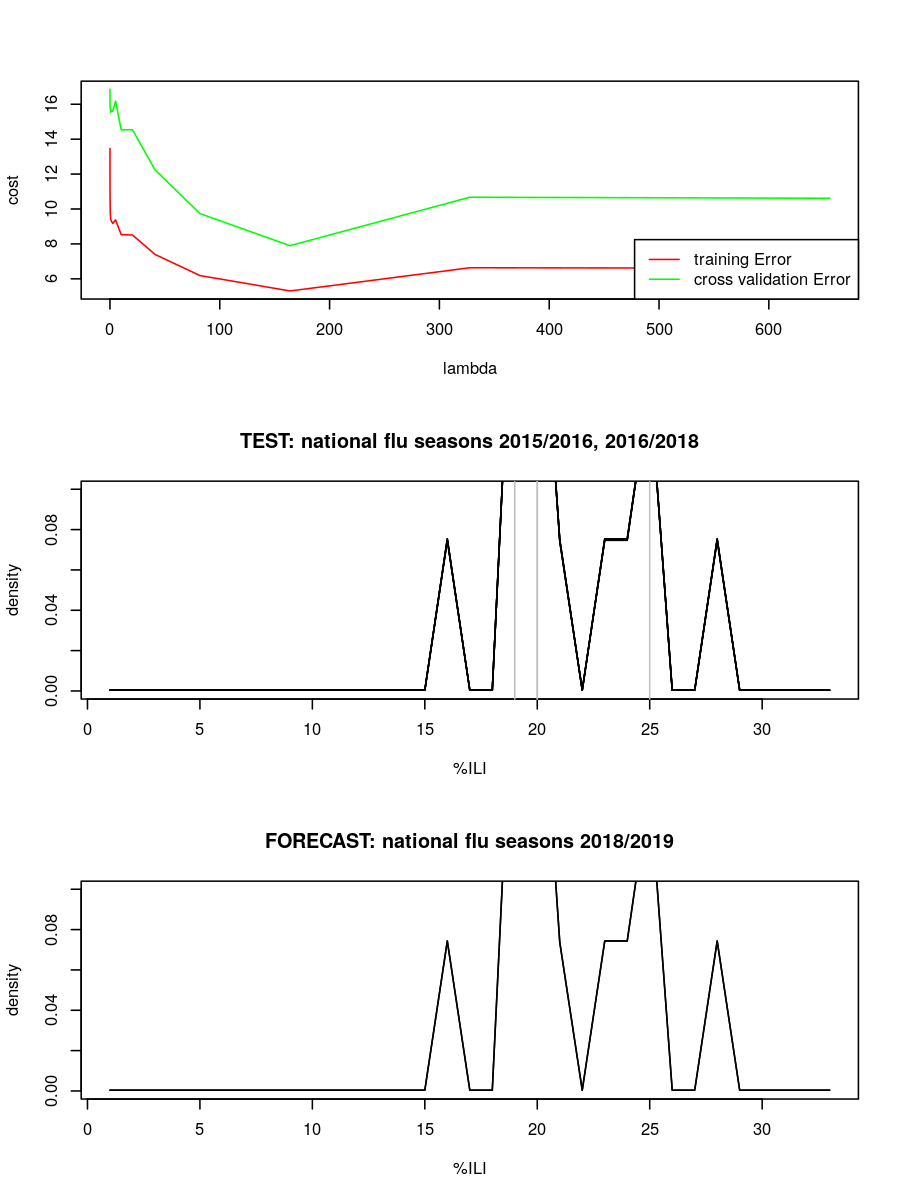 cost
16
14
12
10
8
6
training Error
cross validation Error
0 100 200 300 400 500 600
lambda
TEST: national flu seasons 2015/2016, 2016/2018
density
0.08
0.04
0.00
0 5 10 15 20 25 30
%ILI
FORECAST: national flu seasons 2018/2019
density
0.08
0.04
0.00
0 5 10 15 20 25 30
%ILI